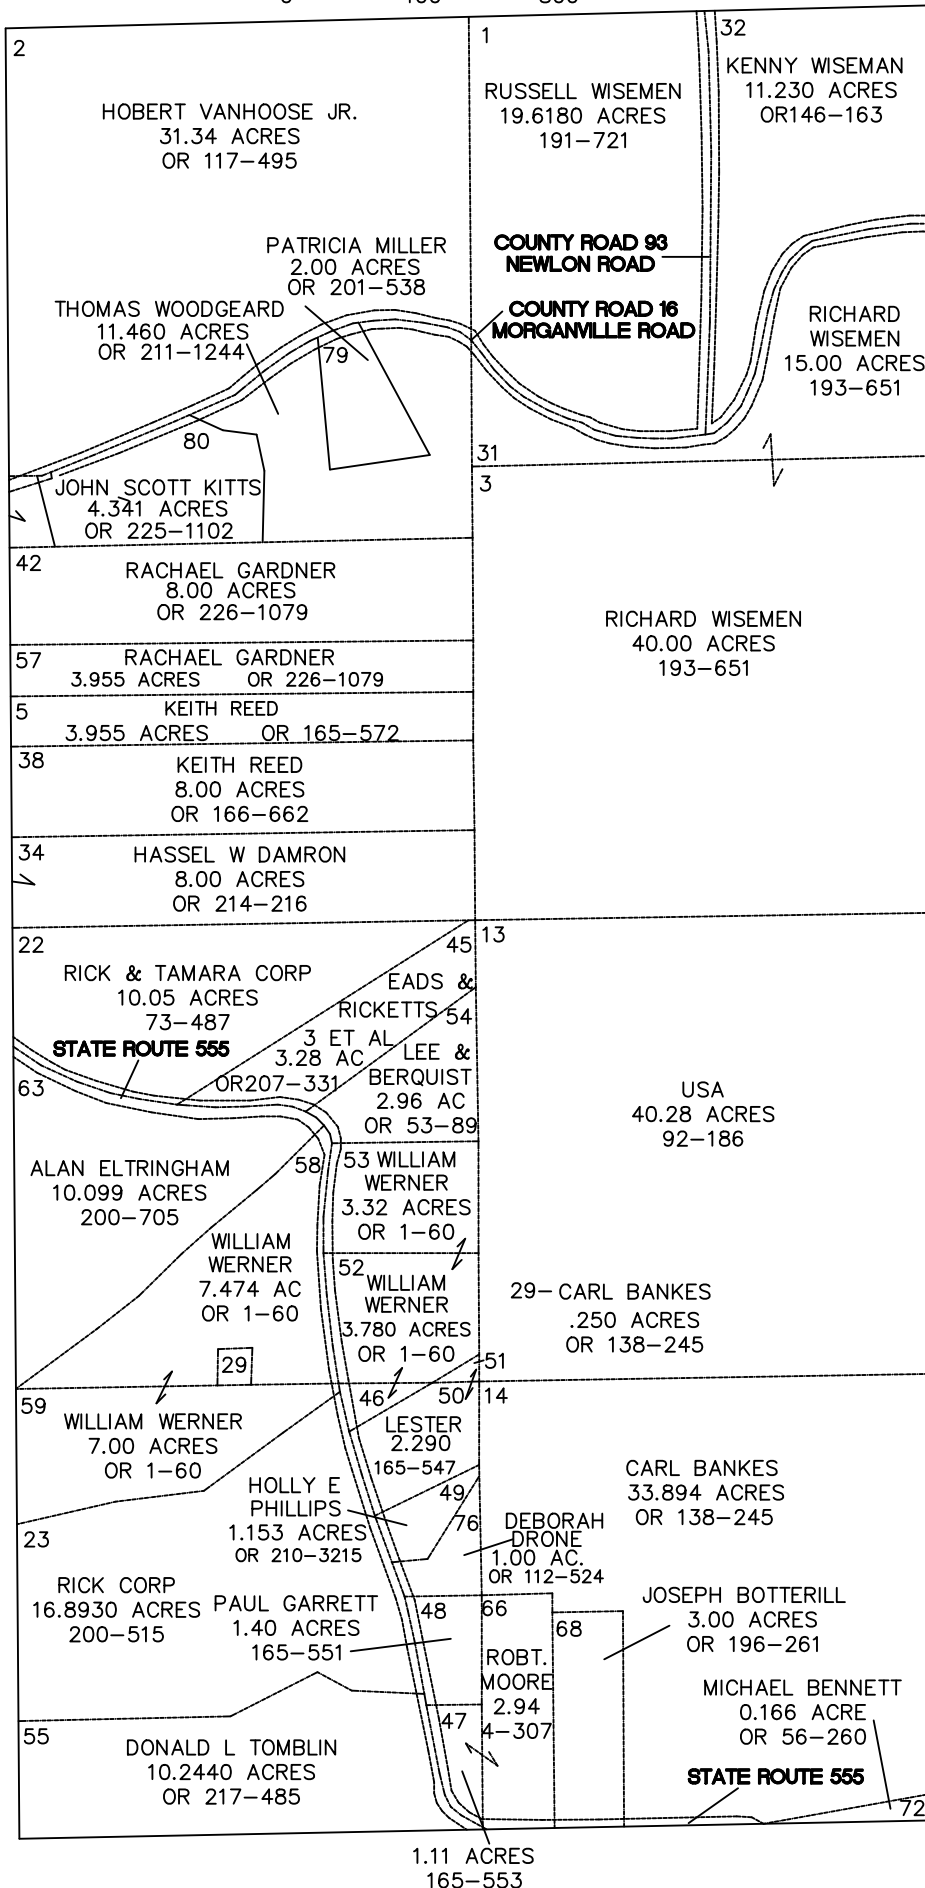 2
HOBERT VANHOOSE JR.
31.34 ACRES
OR 117-495
1
RUSSELL WISEMEN
19.6180 ACRES
191-721
32
KENNY WISEMAN
11.230 ACRES
OR146-163
COUNTY ROAD 93
NEWLON ROAD
COUNTY ROAD 16
MORGANVILLE ROAD
RICHARD
WISEMEN
15.00 ACRES
193-651
PATRICIA MILLER
2.00 ACRES
OR 201-538
THOMAS WOODGEARD
11.460 ACRES
OR 211-1244
79
80
31
3
JOHN SCOTT KITTS
4.341 ACRES
OR 225-1102
42
RACHAEL GARDNER
8.00 ACRES
OR 226-1079
57
RACHAEL GARDNER
3.955 ACRES OR 226-1079
5
KEITH REED
3.955 ACRES OR 165-572
38
KEITH REED
8.00 ACRES
OR 166-662
34
HASSEL W DAMRON
8.00 ACRES
OR 214-216
RICHARD WISEMEN
40.00 ACRES
193-651
22
RICK & TAMARA CORP
10.05 ACRES
73-487
STATE ROUTE 555
45
EADS &
RICKETTS
3 ET AL
3.28 AC
OR207-331
54
LEE &
BERQUIST
2.96 AC
OR 53-89
13
USA
40.28 ACRES
92-186
63
ALAN ELTRINGHAM
10.099 ACRES
200-705
58
WILLIAM
WERNER
7.474 AC
OR 1-60
53 WILLIAM
WERNER
3.32 ACRES
OR 1-60
52
WILLIAM
WERNER
3.780 ACRES
OR 1-60
29- CARL BANKES
.250 ACRES
OR 138-245
29
51
59
WILLIAM WERNER
7.00 ACRES
OR 1-60
46
50
14
LESTER
2.290
165-547
HOLLY E
PHILLIPS
1.153 ACRES
OR 210-3215
49
76
DEBORAH
DRONE
1.00 AC.
OR 112-524
CARL BANKES
33.894 ACRES
OR 138-245
23
RICK CORP
16.8930 ACRES
200-515
PAUL GARRETT
1.40 ACRES
165-551
48
66
ROBT.
MOORE
2.94
4-307
68
JOSEPH BOTTERILL
3.00 ACRES
OR 196-261
MICHAEL BENNETT
0.166 ACRE
OR 56-260
55
DONALD L TOMBLIN
10.2440 ACRES
OR 217-485
47
STATE ROUTE 555
72
1.11 ACRES
165-553